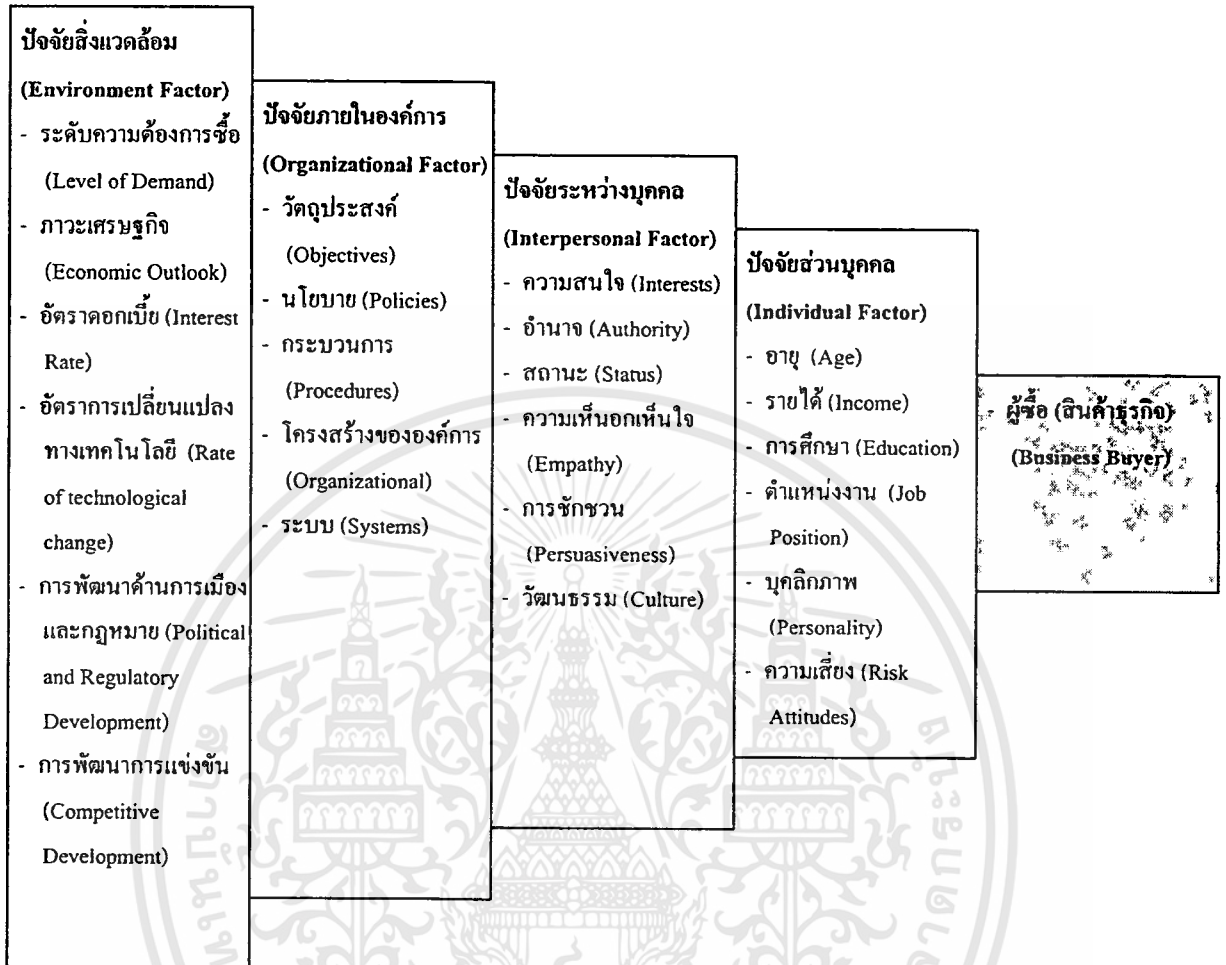 ปัจจัยสิ่งแวดล้อม
(Environment Factor)
- ระดับความต้องการซื้อ
(Level of Demand)
- ภาวะเศรษฐกิจ
(Economic Outlook)
- อัตราดอกเบี้ย (Interest
Rate)
- อัตราการเปลี่ยนแปลง
ทางเทคโนโลยี (Rate
of technological
change)
- การพัฒนาด้านการเมือง
และกฎหมาย (Political
and Regulatory
Development)
- การพัฒนาการแข่งขัน
(Competitive
Development)
ปัจจัยภายในองค์การ
(Organizational Factor)
- วัตถุประสงค์
(Objectives)
- นโยบาย (Policies)
- กระบวนการ
(Procedures)
- โครงสร้างขององค์การ
(Organizational)
- ระบบ (Systems)
ปัจจัยระหว่างบุคคล
(Interpersonal Factor)
- ความสนใจ (Interests)
- อำนาจ (Authority)
- สถานะ (Status)
- ความเห็นอกเห็นใจ
(Empathy)
- การชักชวน
(Persuasiveness)
- วัฒนธรรม (Culture)
ปัจจัยส่วนบุคคล
(Individual Factor)
- อายุ (Age)
- รายได้ (Income)
- การศึกษา (Education)
- ตำแหน่งงาน (Job
Position)
- บุคลิกภาพ
(Personality)
- ความเสี่ยง (Risk
Attitudes)
ผู้ซื้อ (สินค้าธุรกิจ)
(Business Buyer)